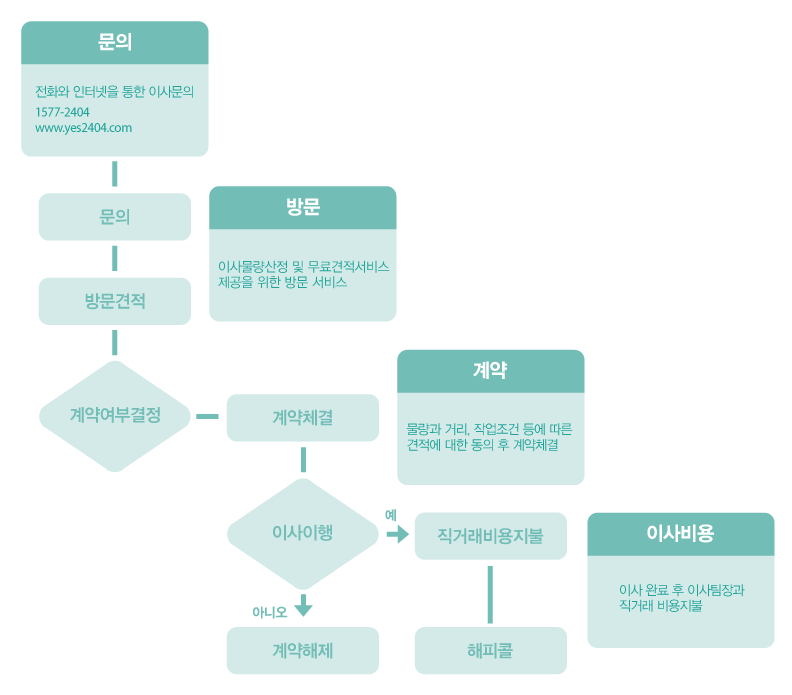 문의
전화와 인터넷을 통한 이사문의
1577-2404
www.yes2404.com
문의
방문
이사물량산정 및 무료견적서비스
제공을 위한 방문 서비스
방문견적
계약여부결정
계약체결
계약
물량과 거리, 작업조건 등에 따른
견적에 대한 동의 후 계약체결
이사이행
예
직거래비용지불
이사비용
이사 완료 후 이사팀장과
직거래 비용지불
아니오
계약해제
해피콜